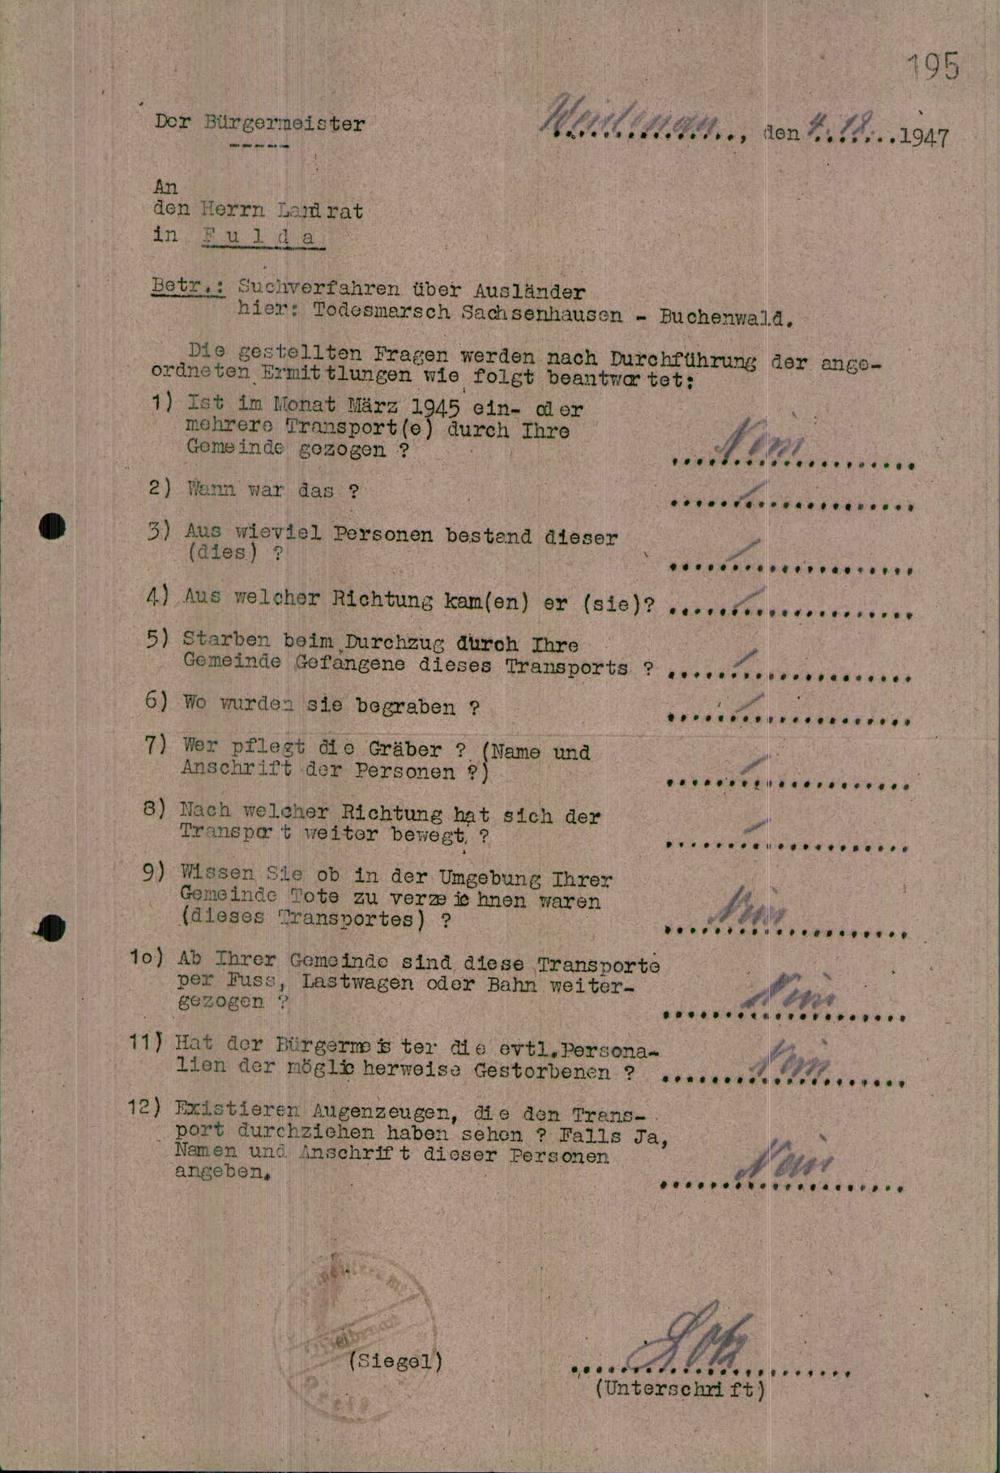 195
Der Bürgermeister
den 4.12. 1947
An
den Herrn Landrat
in Fulda
Betr.: Suchverfahren über Ausländer
hier: Todesmarsch Sachsenhausen - Buchenwald.
Die gestellten Fragen werden nach Durchführung der ange-
ordneten Ermittlungen wie folgt beantwortet:
1) Ist im Monat März 1945 ein- oder
mehrere Transport(e) durch Ihre
Gemeinde gezogen ? Nein
2) Wann war das ? /
3) Aus wieviel Personen bestand dieser
(dies) ? /
4) Aus welcher Richtung kam(en) er (sie)? /
5) Starben beim Durchzug durch Ihre
Gemeinde Gefangene dieses Transports ? /
6) Wo wurden sie begraben ? /
7) Wer pflegt die Gräber ? (Name und
Anschrift der Personen ?) /
8) Nach welcher Richtung hat sich der
Transport weiter bewegt ? /
9) Wissen Sie ob in der Umgebung Ihrer
Gemeinde Tote zu verzeichnen waren
(dieses Transportes) ? Nein
1o) Ab Ihrer Gemeinde sind diese Transporte
per Fuss, Lastwagen oder Bahn weiter-
gezogen ? Nein
11) Hat der Bürgermeister die evtl.Persona-
lien der möglicherweise Gestorbenen ? Nein
12) Existieren Augenzeugen, die den Trans-
port durchziehen haben sehen ? Falls Ja,
Namen und Anschrift dieser Personen
angeben. Nein
(Siegel)
(Unterschrift)